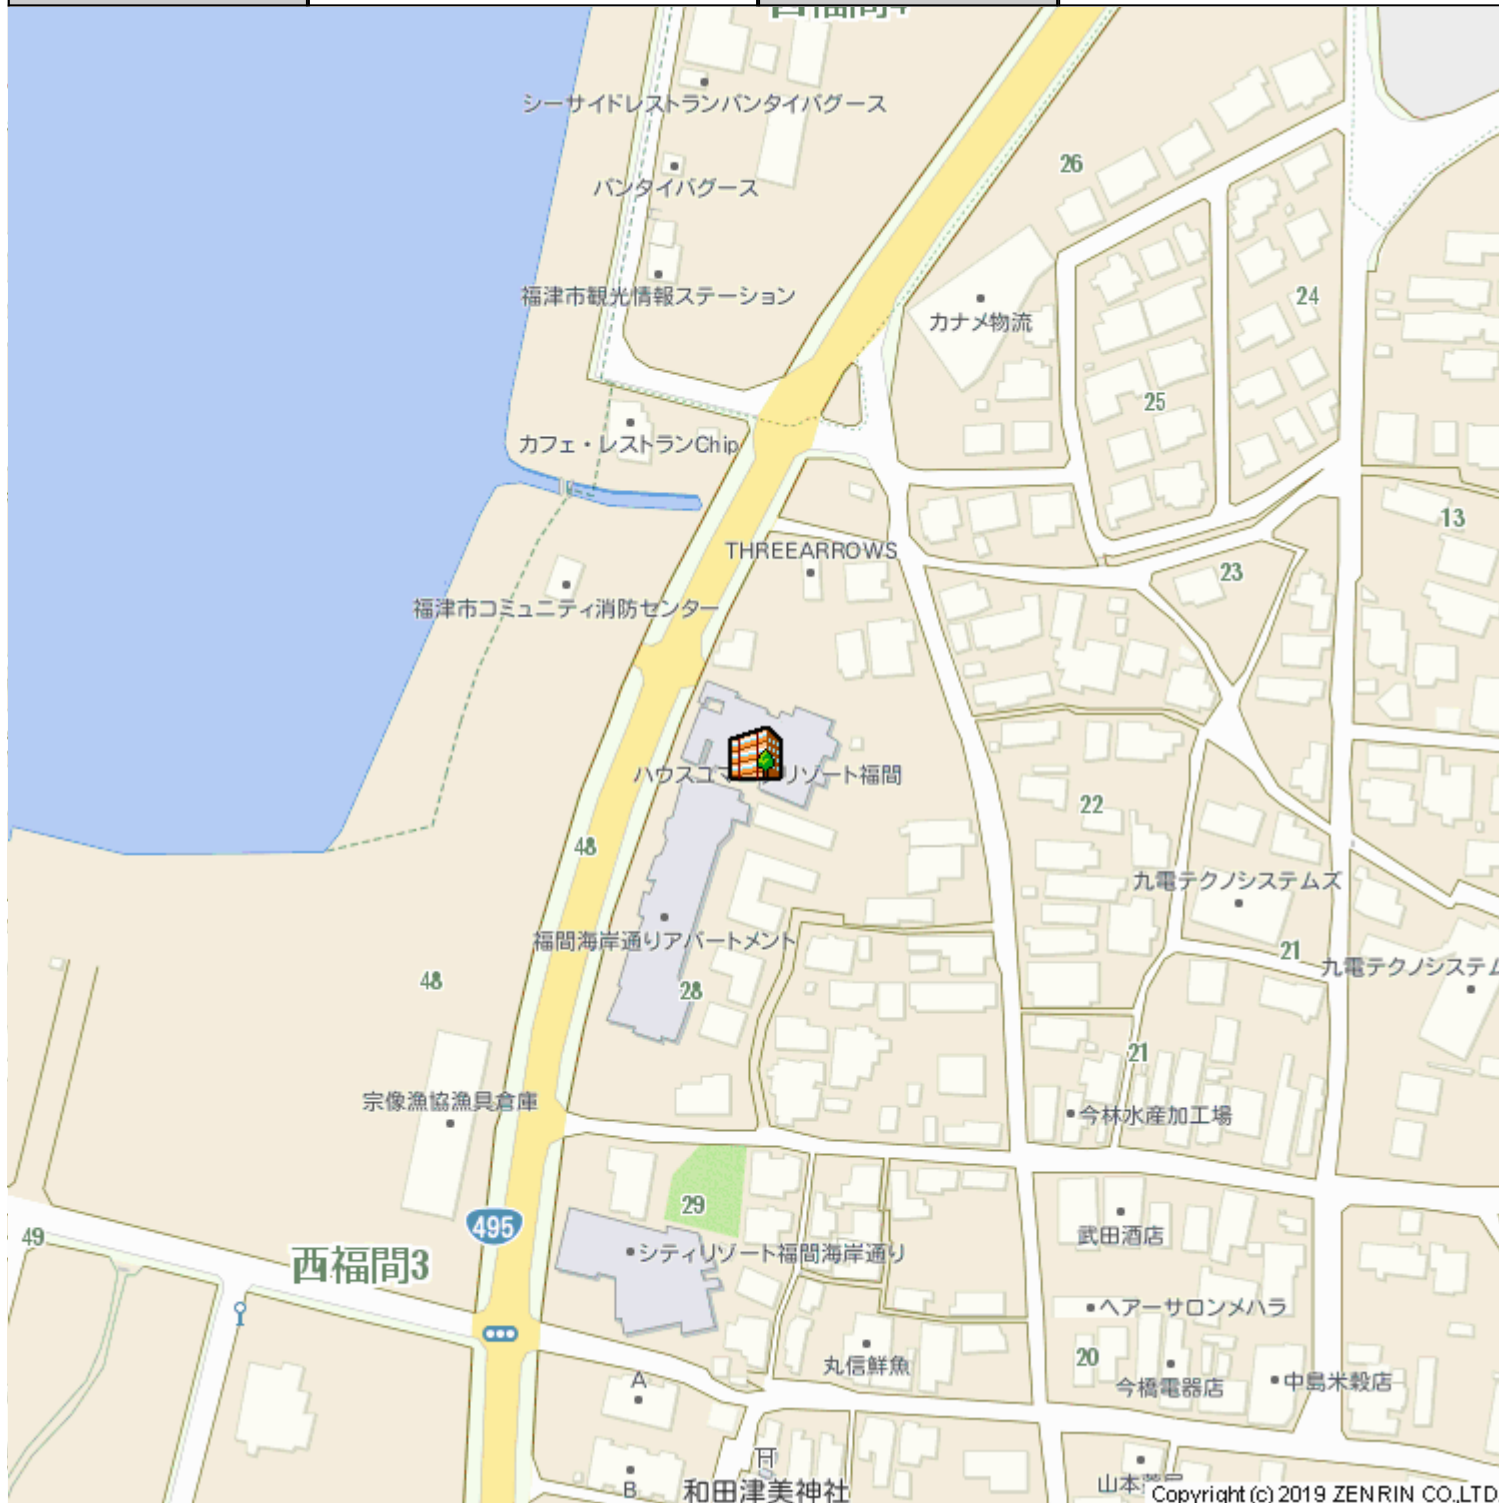 シーサイドレストランバンタイバグース
26
バンタイバグース
福津市観光情報ステーション
24
カナメ物流
25
カフェ・レストランChip
13
THREEARROWS
23
福津市コミュニティ消防センター
22
48
九電テクノシステムズ
福間海岸通りアパートメント
21
九電テクノシステム
48
28
21
宗像漁協漁具倉庫
今林水産加工場
29
495
武田酒店
49
シティリゾート福間海岸通り
西福間3
ヘアーサロンメハラ
丸信鮮魚
20
今橋電器店
中島米穀店
A
B
和田津美神社
山本
Copyright (c) 2019 ZENRIN CO.,LTD